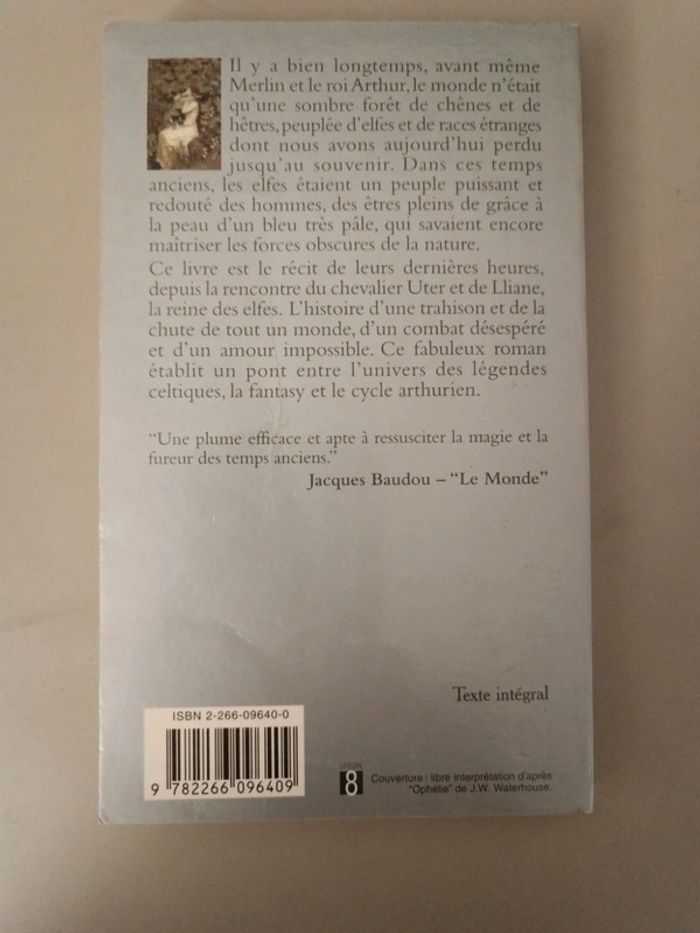 Il y a bien longtemps, avant même
Merlin et le roi Arthur, le monde n'était
qu'une sombre forêt de chênes et de
hêtres, peuplée d'elfes et de races étranges
dont nous avons aujourd'hui perdu
jusqu'au souvenir. Dans ces temps
anciens, les elfes étaient un peuple puissant et
redouté des hommes, des êtres pleins de grâce à
la peau d'un bleu très pâle, qui savaient encore
maîtriser les forces obscures de la nature.
Ce livre est le récit de leurs dernières heures,
depuis la rencontre du chevalier Uter et de Lliane,
la reine des elfes. L'histoire d'une trahison et de la
chute de tout un monde, d'un combat désespéré
et d'un amour impossible. Ce fabuleux roman
établit un pont entre l'univers des légendes
celtiques, la fantasy et le cycle arthurien.
"Une plume efficace et apte à ressusciter la magie et la
fureur des temps anciens."
Jacques Baudou – "Le Monde"
Texte intégral
ISBN 2-266-09640-0
9 782266 096409
8
Couverture : libre interprétation d'après
"Ophélie" de J.W. Waterhouse.